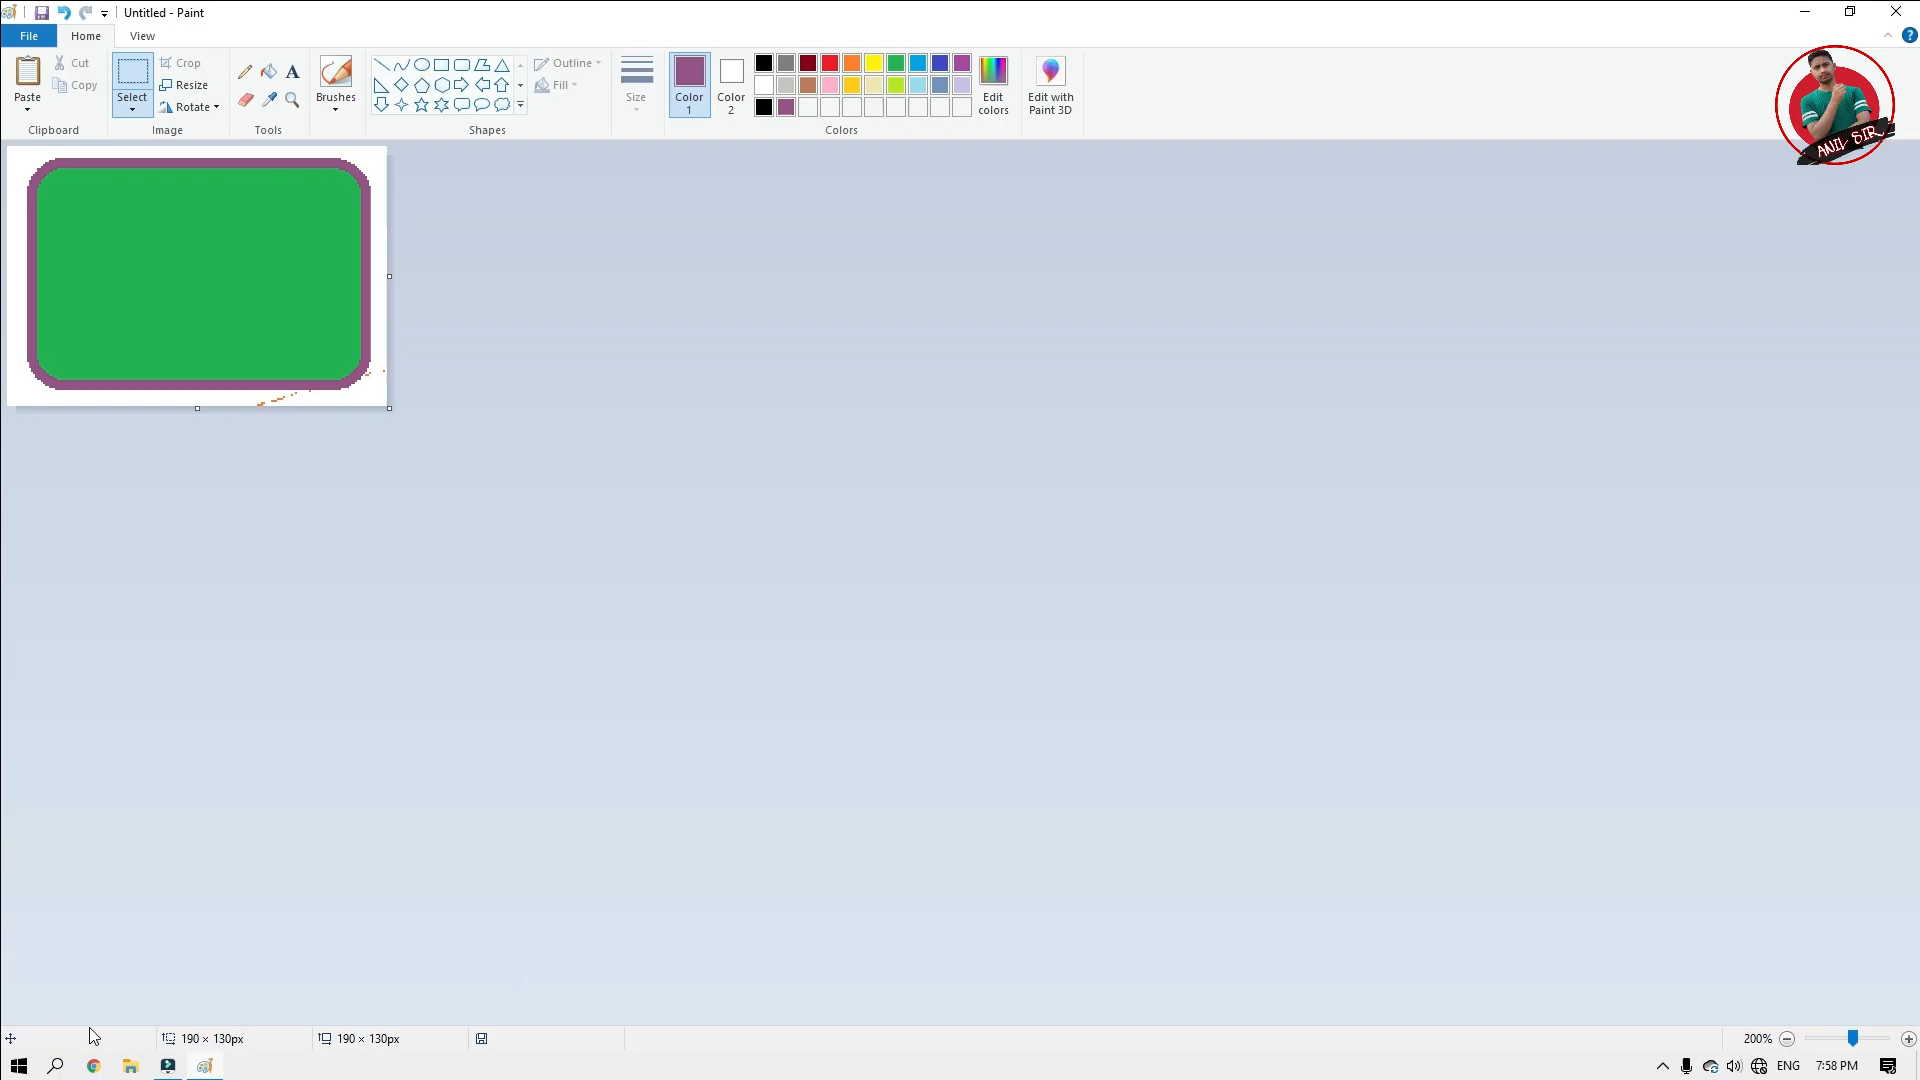 Untitled - Paint
File Home View
Paste
Cut
Copy
Clipboard
Select
Crop
Resize
Rotate
Image
A
Tools
Brushes
Shapes
Outline
Fill
Size
Color 1
Color 2
Colors
Edit colors
Edit with Paint 3D
?
ANIL SIR
190 × 130px
190 × 130px
200%
ENG
7:58 PM